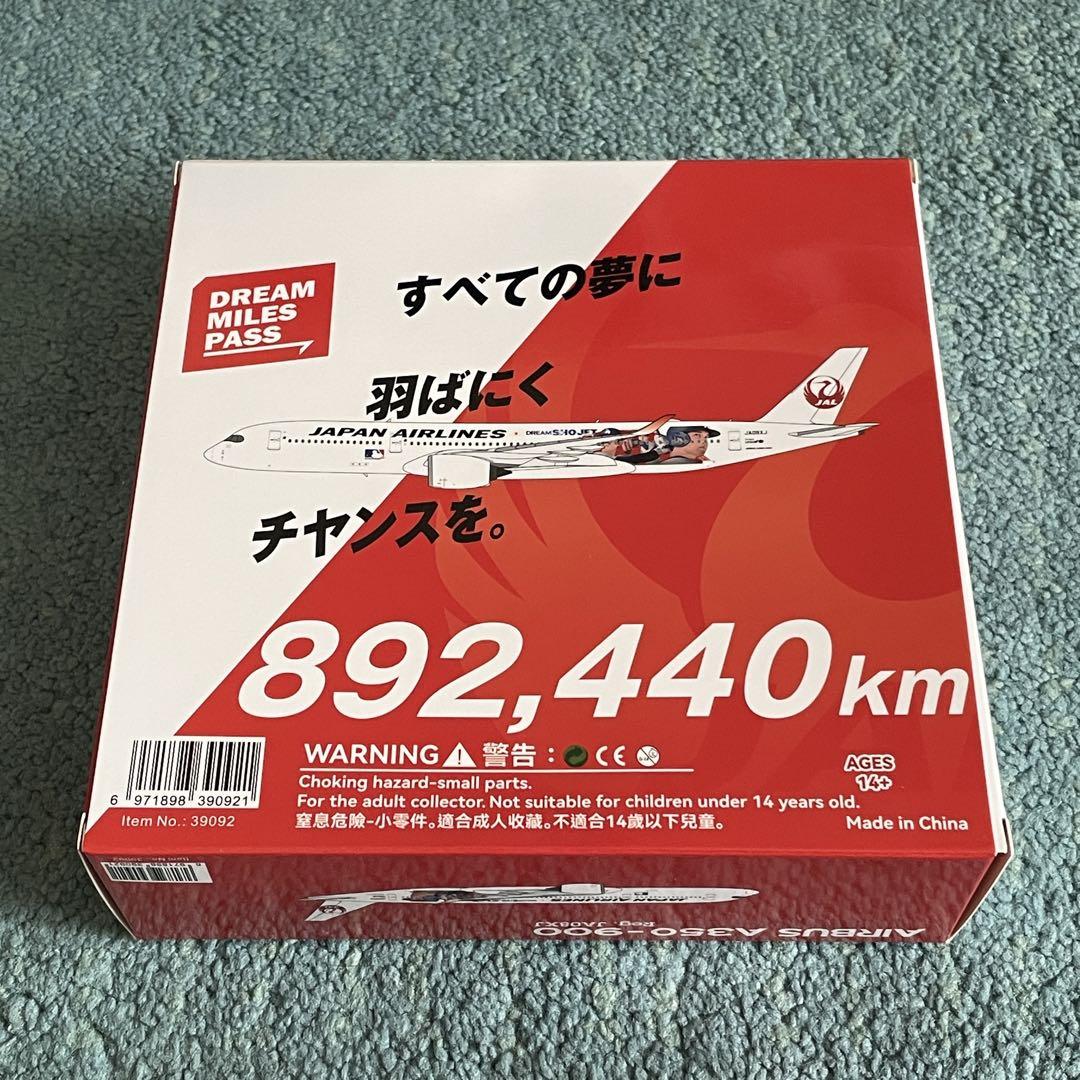 DREAM
MILES
PASS
すべての夢に
羽ばにく
JAL
JAPAN AIRLINES
DREAM SHO JET
チャンスを。
892,440km
WARNING 警告：CE
AGES
14+
Choking hazard-small parts.
For the adult collector. Not suitable for children under 14 years old.
窒息危險-小零件。適合成人收藏。不適合14歲以下兒童。
6 971898 390921
Item No.: 39092
Made in China
Item No.: 39092
AIRBUS A350-900